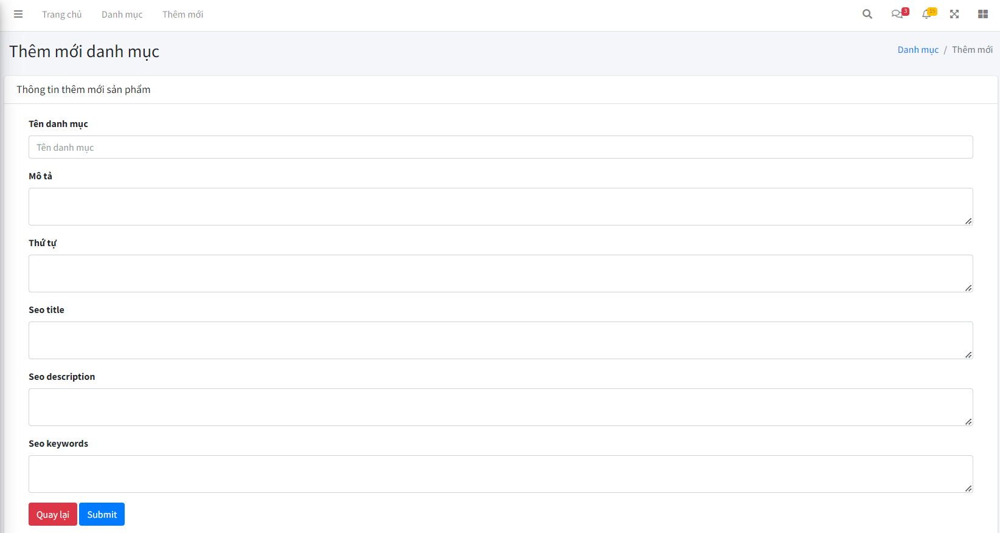 Trang chủ Danh mục Thêm mới 3 15
Thêm mới danh mục
Danh mục / Thêm mới
Thông tin thêm mới sản phẩm
Tên danh mục
Tên danh mục
Mô tả
Thứ tự
Seo title
Seo description
Seo keywords
Quay lại Submit